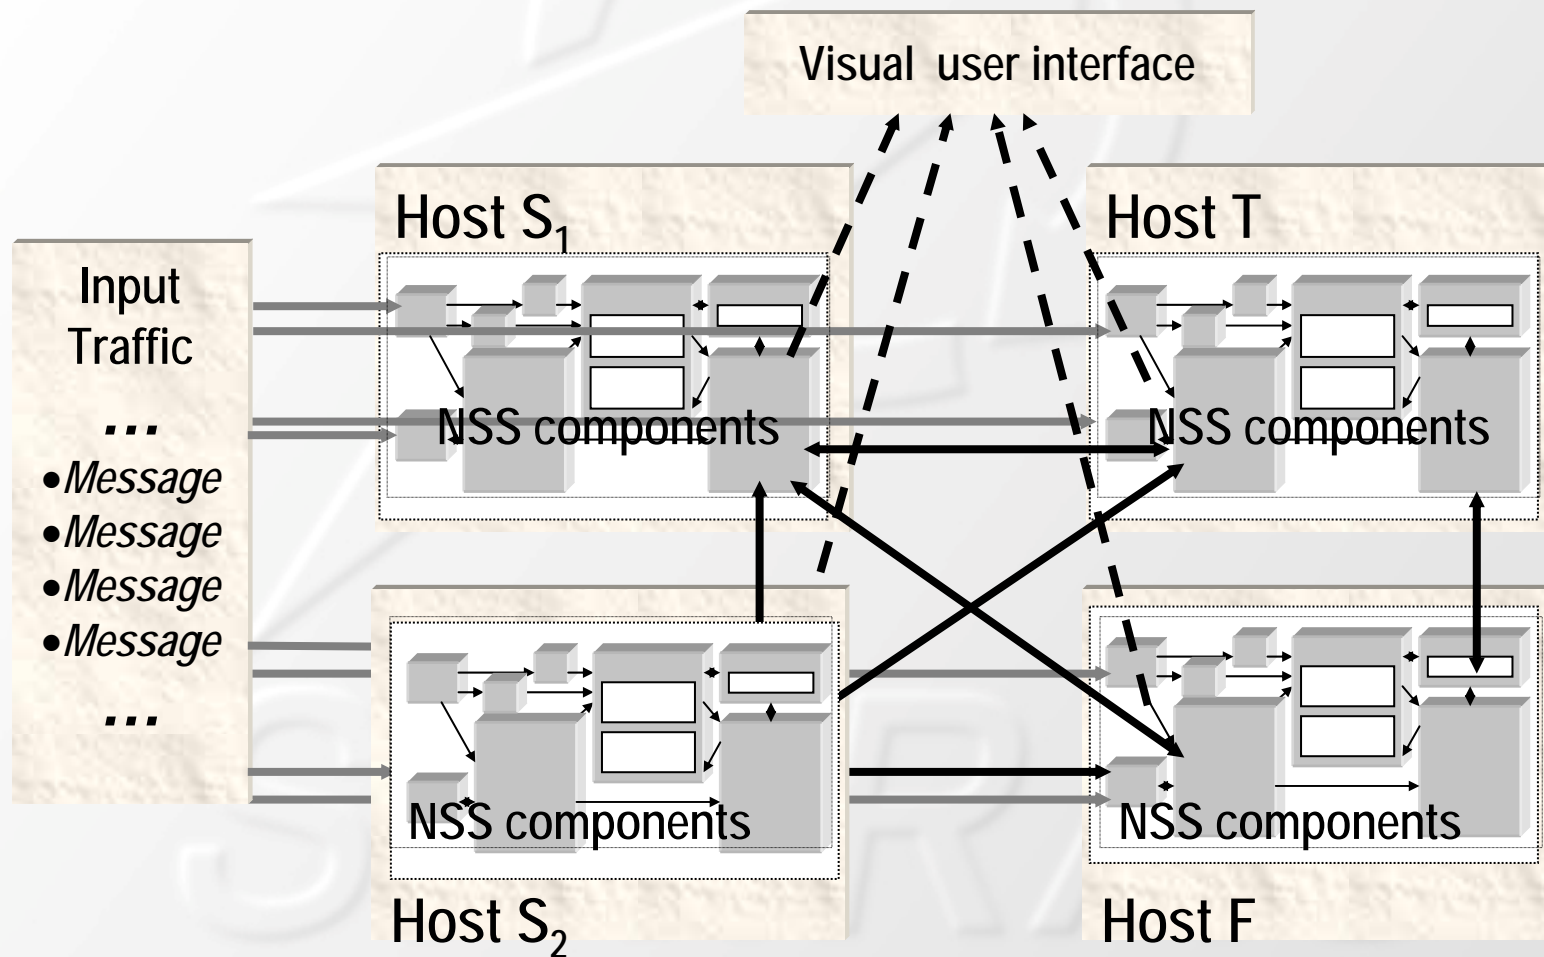 Visual user interface
Host S1
Host T
Input
Traffic
...
•Message
•Message
•Message
•Message
...
NSS components
NSS components
NSS components
NSS components
Host S2
Host F